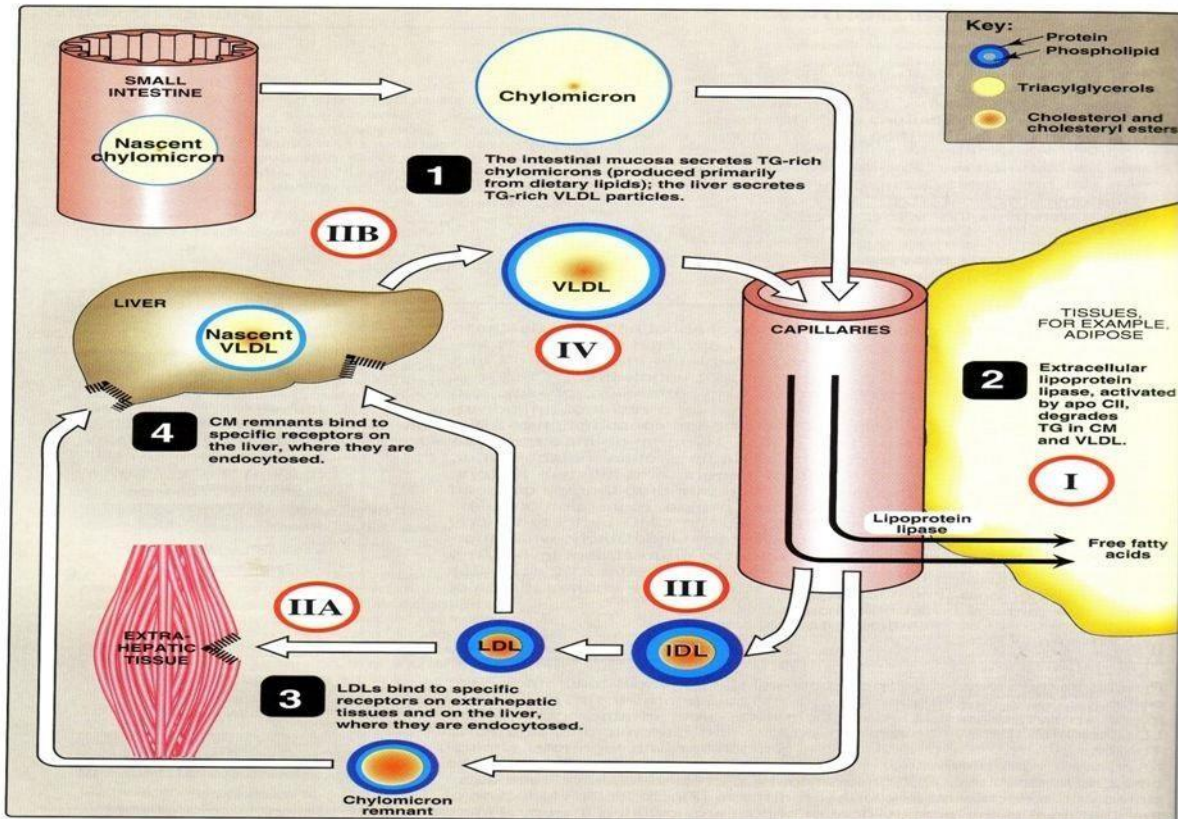 Key:
Protein
Phospholipid
Triacylglycerols
Cholesterol and
cholesteryl esters
SMALL
INTESTINE
Nascent
chylomicron
Chylomicron
1
The intestinal mucosa secretes TG-rich
chylomicrons (produced primarily
from dietary lipids); the liver secretes
TG-rich VLDL particles.
IIB
VLDL
IV
LIVER
Nascent
VLDL
CAPILLARIES
TISSUES,
FOR EXAMPLE,
ADIPOSE
2
Extracellular
lipoprotein
lipase, activated
by apo CII,
degrades
TG in CM
and VLDL.
I
4
CM remnants bind to
specific receptors on
the liver, where they are
endocytosed.
Lipoprotein
lipase
Free fatty
acids
III
IIA
EXTRA-
HEPATIC
TISSUE
LDL
IDL
3
LDLs bind to specific
receptors on extrahepatic
tissues and on the liver,
where they are endocytosed.
Chylomicron
remnant